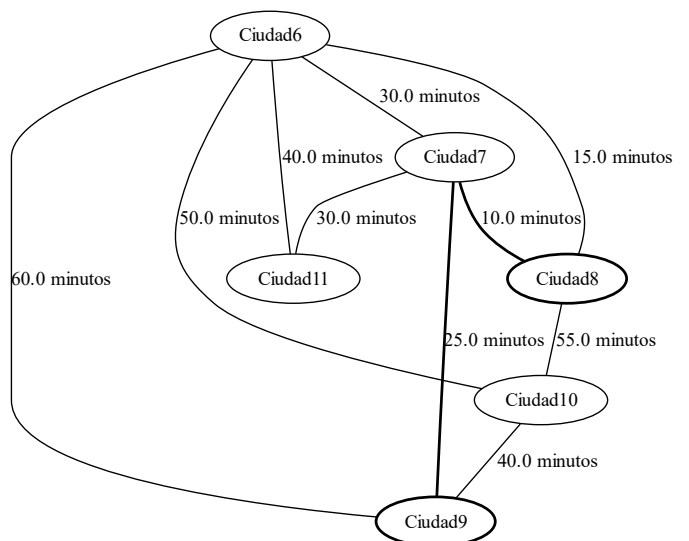 Ciudad6
30.0 minutos
Ciudad7
40.0 minutos
15.0 minutos
50.0 minutos
30.0 minutos
10.0 minutos
60.0 minutos
Ciudad11
Ciudad8
25.0 minutos
55.0 minutos
Ciudad10
40.0 minutos
Ciudad9